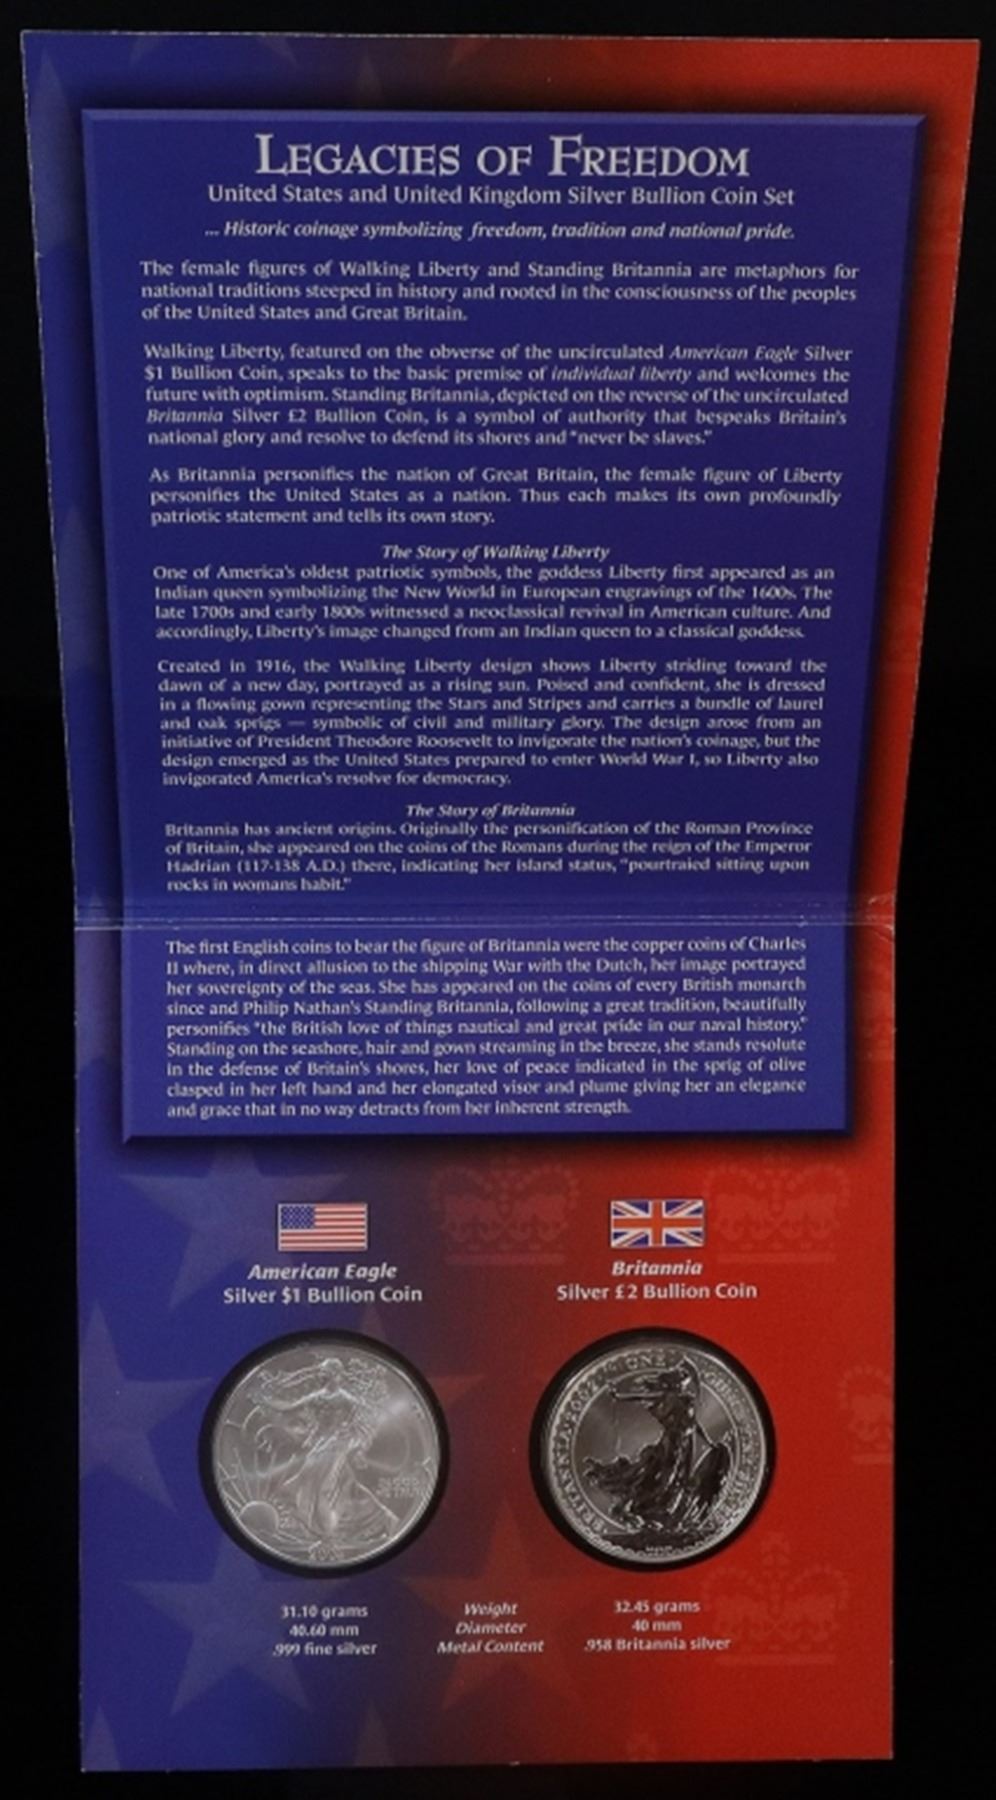 LEGACIES OF FREEDOM
United States and United Kingdom Silver Bullion Coin Set
... Historic coinage symbolizing freedom, tradition and national pride.
The female figures of Walking Liberty and Standing Britannia are metaphors for
national traditions steeped in history and rooted in the consciousness of the peoples
of the United States and Great Britain.
Walking Liberty, featured on the obverse of the uncirculated American Eagle Silver
$1 Bullion Coin, speaks to the basic premise of individual liberty and welcomes the
future with optimism. Standing Britannia, depicted on the reverse of the uncirculated
Britannia Silver £2 Bullion Coin, is a symbol of authority that bespeaks Britain's
national glory and resolve to defend its shores and "never be slaves."
As Britannia personifies the nation of Great Britain, the female figure of Liberty
personifies the United States as a nation. Thus each makes its own profoundly
patriotic statement and tells its own story.
The Story of Walking Liberty
One of America's oldest patriotic symbols, the goddess Liberty first appeared as an
Indian queen symbolizing the New World in European engravings of the 1600s. The
late 1700s and early 1800s witnessed a neoclassical revival in American culture. And
accordingly, Liberty's image changed from an Indian queen to a classical goddess.
Created in 1916, the Walking Liberty design shows Liberty striding toward the
dawn of a new day, portrayed as a rising sun. Poised and confident, she is dressed
in a flowing gown representing the Stars and Stripes and carries a bundle of laurel
and oak sprigs — symbolic of civil and military glory. The design arose from an
initiative of President Theodore Roosevelt to invigorate the nation's coinage, but the
design emerged as the United States prepared to enter World War I, so Liberty also
invigorated America's resolve for democracy.
The Story of Britannia
Britannia has ancient origins. Originally the personification of the Roman Province
of Britain, she appeared on the coins of the Romans during the reign of the Emperor
Hadrian (117-138 A.D.) there, indicating her island status, "pourtraied sitting upon
rocks in womans habit."
The first English coins to bear the figure of Britannia were the copper coins of Charles
II where, in direct allusion to the shipping War with the Dutch, her image portrayed
her sovereignty of the seas. She has appeared on the coins of every British monarch
since and Philip Nathan's Standing Britannia, following a great tradition, beautifully
personifies "the British love of things nautical and great pride in our naval history."
Standing on the seashore, hair and gown streaming in the breeze, she stands resolute
in the defense of Britain's shores, her love of peace indicated in the sprig of olive
clasped in her left hand and her elongated visor and plume giving her an elegance
and grace that in no way detracts from her inherent strength.
American Eagle
Silver $1 Bullion Coin
Britannia
Silver £2 Bullion Coin
BRITANNIA 2002 ONE
31.10 grams Weight 32.45 grams
40.60 mm Diameter 40 mm
.999 fine silver Metal Content .958 Britannia silver